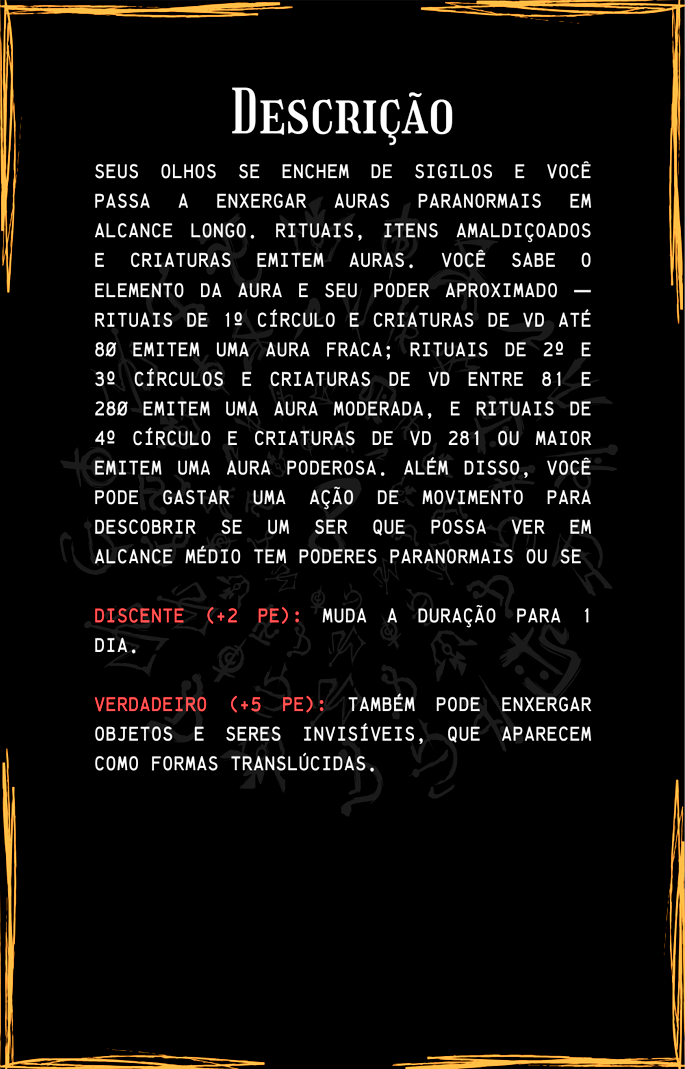 Descrição
SEUS OLHOS SE ENCHEM DE SIGILOS E VOCÊ
PASSA A ENXERGAR AURAS PARANORMAIS EM
ALCANCE LONGO. RITUAIS, ITENS AMALDIÇOADOS
E CRIATURAS EMITEM AURAS. VOCÊ SABE O
ELEMENTO DA AURA E SEU PODER APROXIMADO —
RITUAIS DE 1º CÍRCULO E CRIATURAS DE VD ATÉ
80 EMITEM UMA AURA FRACA; RITUAIS DE 2º E
3º CÍRCULOS E CRIATURAS DE VD ENTRE 81 E
280 EMITEM UMA AURA MODERADA, E RITUAIS DE
4º CÍRCULO E CRIATURAS DE VD 281 OU MAIOR
EMITEM UMA AURA PODEROSA. ALÉM DISSO, VOCÊ
PODE GASTAR UMA AÇÃO DE MOVIMENTO PARA
DESCOBRIR SE UM SER QUE POSSA VER EM
ALCANCE MÉDIO TEM PODERES PARANORMAIS OU SE
DISCENTE (+2 PE): MUDA A DURAÇÃO PARA 1
DIA.
VERDADEIRO (+5 PE): TAMBÉM PODE ENXERGAR
OBJETOS E SERES INVISÍVEIS, QUE APARECEM
COMO FORMAS TRANSLÚCIDAS.